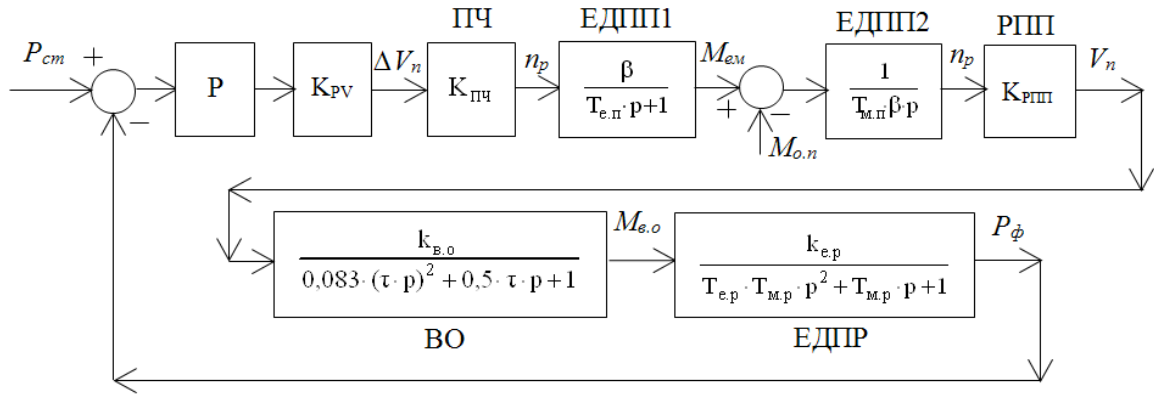 ПЧ ЕДПП1 ЕДПП2 РПП
P_ст + ΔV_п n_р M_ем n_р V_п
Р K_PV K_ПЧ β / (T_е.п·p+1) 1 / (T_м.п·β·p) K_РПП
− + −
M_о.п
M_в.о P_ф
k_в.о / (0,083·(τ·p)²+0,5·τ·p+1) k_е.р / (T_е.р·T_м.р·p²+T_м.р·p+1)
ВО ЕДПР
−